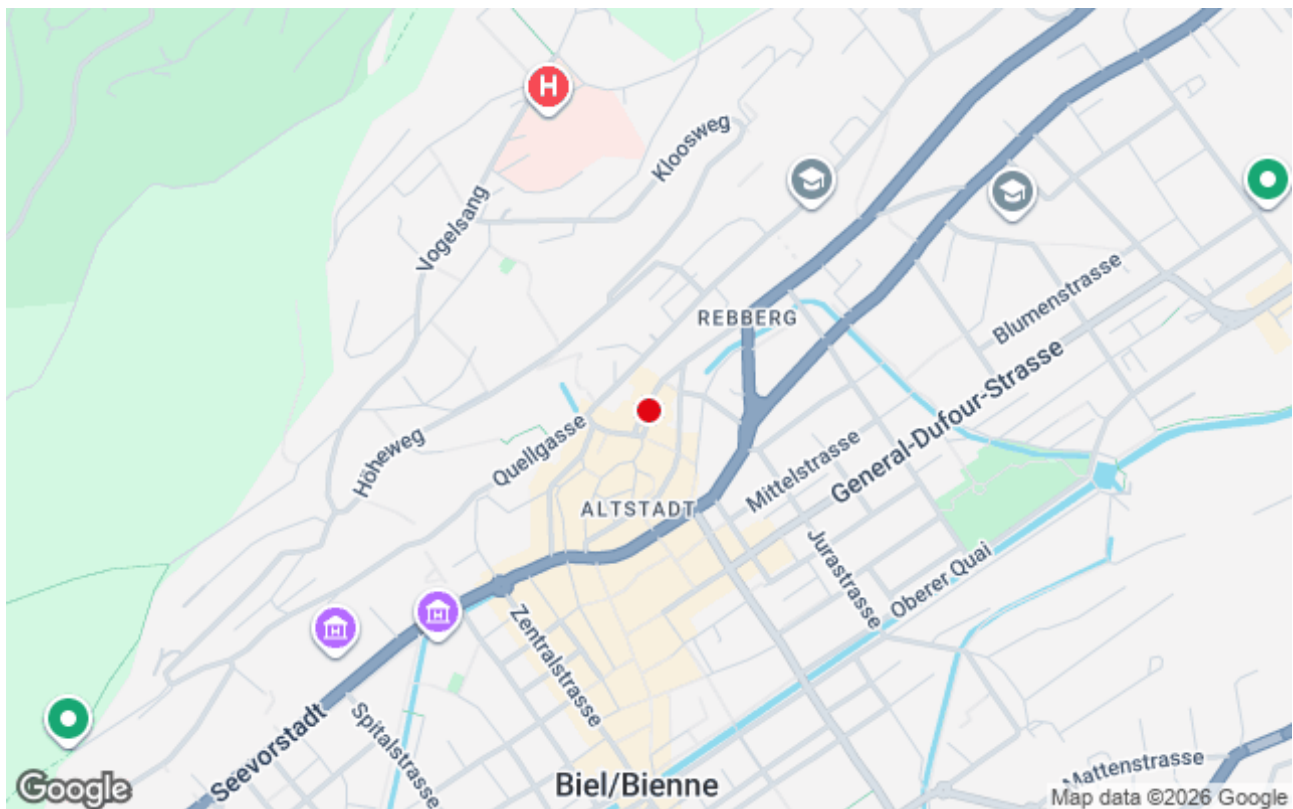 H
Kloosweg
Vogelsang
REBBERG
Blumenstrasse
General-Dufour-Strasse
Höheweg
Quellgasse
Mittelstrasse
ALTSTADT
Jurastrasse
Oberer Quai
Zentralstrasse
Seevorstadt
Spitalstrasse
Biel/Bienne
Mattenstrasse
Google
Map data ©2026 Google